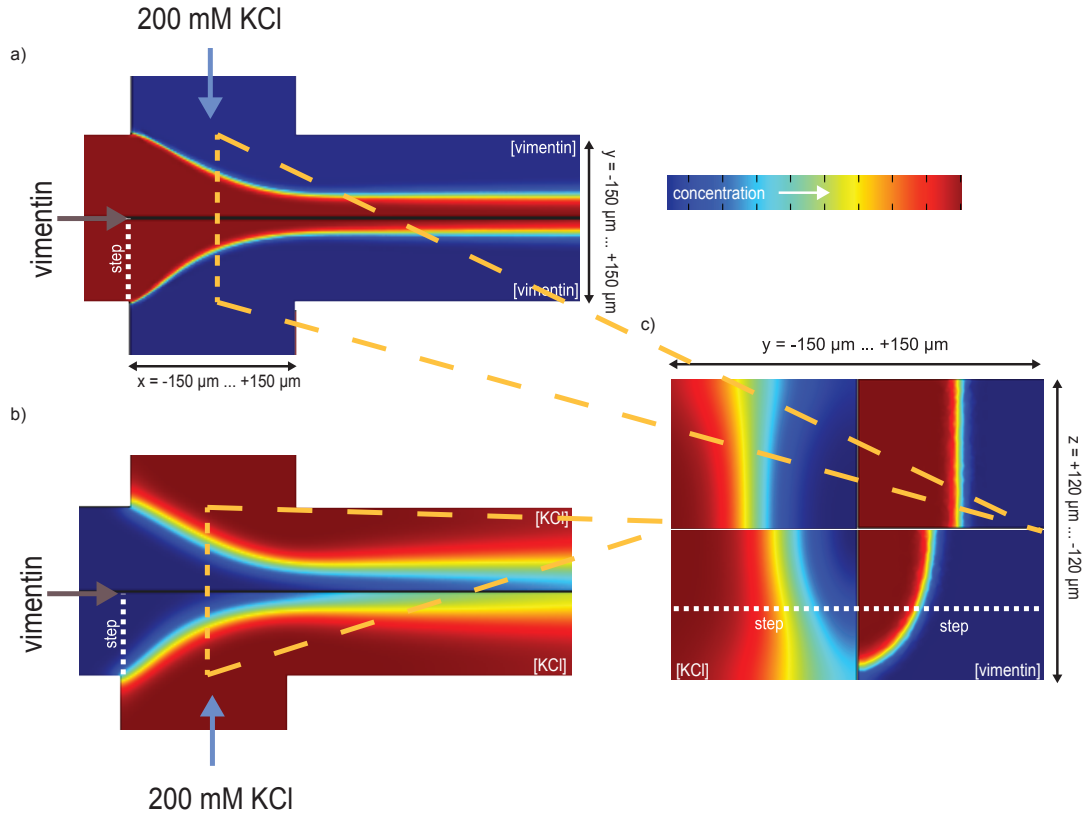 200 mM KCl
a)
[vimentin]
vimentin
step
y = -150 µm ... +150 µm
[vimentin]
x = -150 µm ... +150 µm
concentration
c)
y = -150 µm ... +150 µm
z = +120 µm ... -120 µm
step
step
[KCl]
[vimentin]
b)
[KCl]
vimentin
step
[KCl]
200 mM KCl